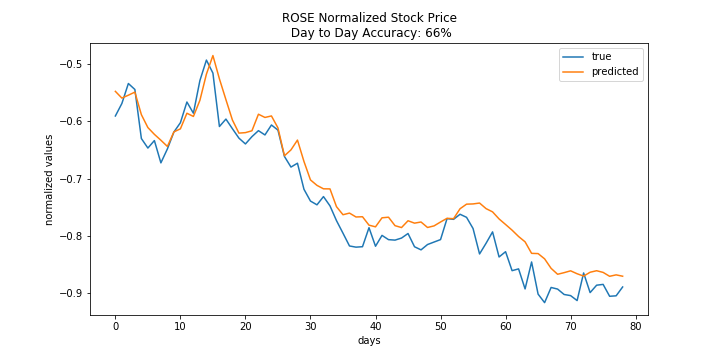 ROSE Normalized Stock Price
Day to Day Accuracy: 66%
true
predicted
normalized values
−0.5
−0.6
−0.7
−0.8
−0.9
0 10 20 30 40 50 60 70 80
days